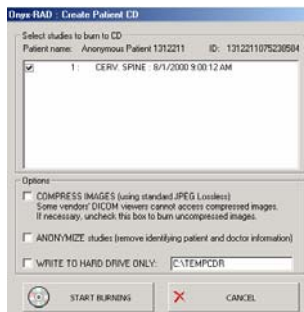 Onyx-RAD : Create Patient CD
Select studies to burn to CD
Patient name: Anonymous Patient 1312211 ID: 1312211075238584
1 : CERV. SPINE : 8/1/2000 9:00:12 AM
Options
COMPRESS IMAGES (using standard JPEG Lossless)
Some vendors' DICOM viewers cannot access compressed images.
If necessary, uncheck this box to burn uncompressed images.
ANONYMIZE studies (remove identifying patient and doctor information)
WRITE TO HARD DRIVE ONLY: C:\TEMPCDR
START BURNING CANCEL